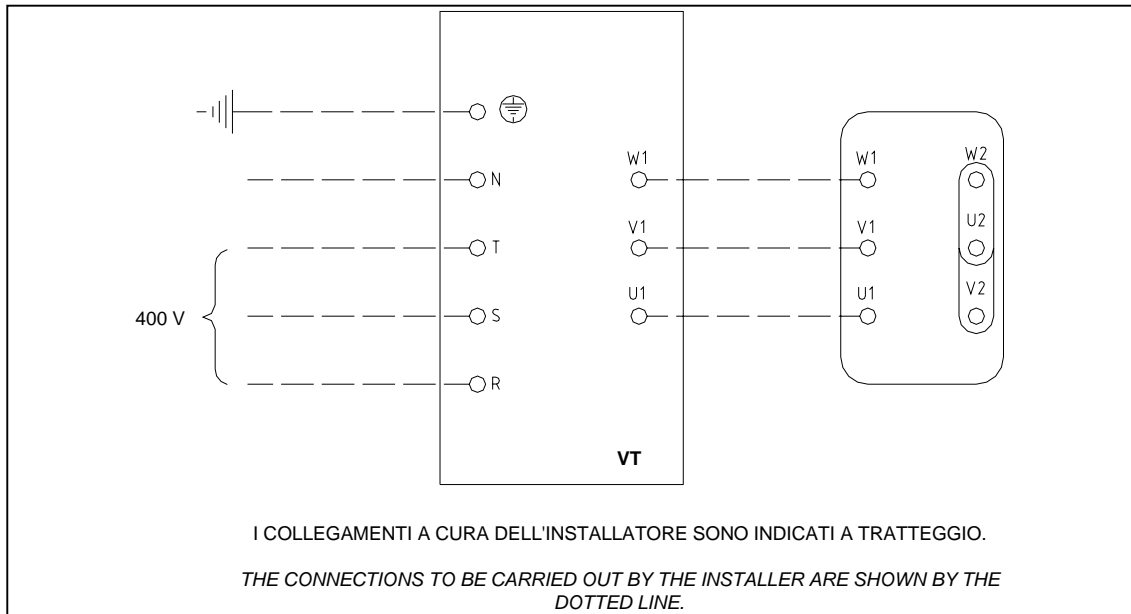 N
W1
W1
W2
T
V1
V1
U2
400 V
S
U1
U1
V2
R
VT
I COLLEGAMENTI A CURA DELL'INSTALLATORE SONO INDICATI A TRATTEGGIO.
THE CONNECTIONS TO BE CARRIED OUT BY THE INSTALLER ARE SHOWN BY THE
DOTTED LINE.